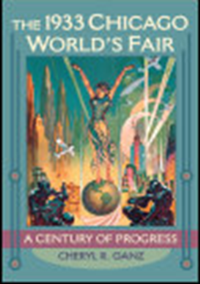 THE 1933 CHICAGO
WORLD'S FAIR
A CENTURY OF PROGRESS
CHERYL R. GANZ